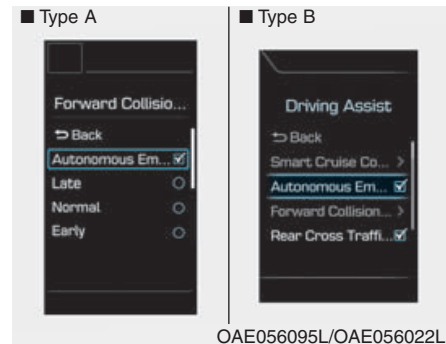 ■ Type A
Forward Collisio...
Back
Autonomous Em...
Late
Normal
Early
■ Type B
Driving Assist
Back
Smart Cruise Co... >
Autonomous Em...
Forward Collision... >
Rear Cross Traffi...
OAE056095L/OAE056022L